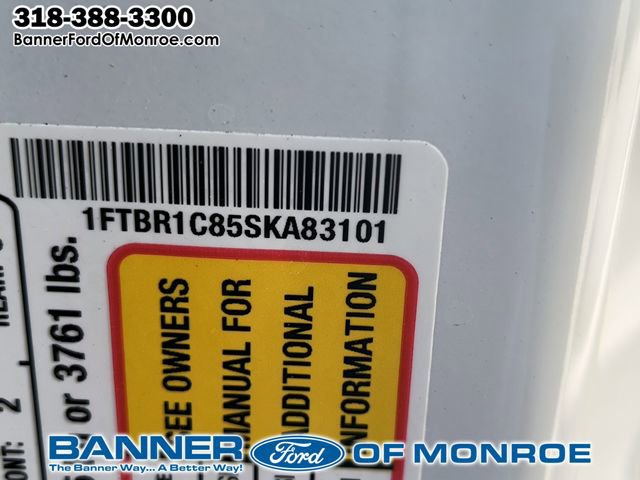 318-388-3300
BannerFordOfMonroe.com
1FTBR1C85SKA83101
or 3761 lbs.
ONT: 2
SEE OWNERS
MANUAL FOR
ADDITIONAL
INFORMATION
BANNER Ford OF MONROE
The Banner Way... A Better Way!